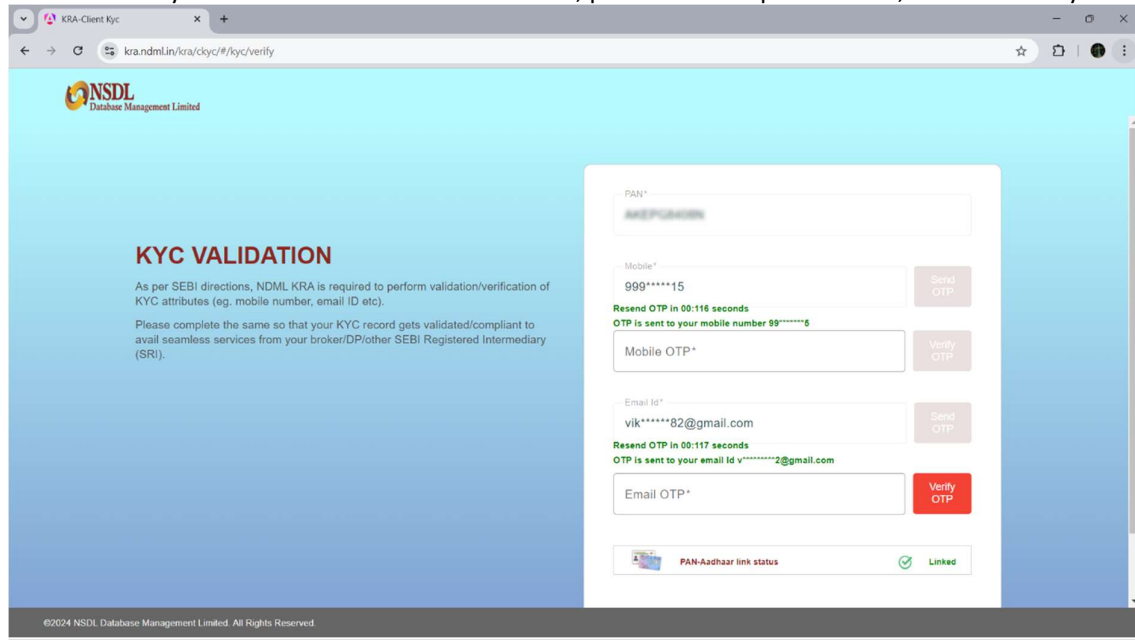 KRA-Client Kyc
kra.ndml.in/kra/ckyc/#/kyc/verify
NSDL
Database Management Limited
KYC VALIDATION
As per SEBI directions, NDML KRA is required to perform validation/verification of
KYC attributes (eg. mobile number, email ID etc).
Please complete the same so that your KYC record gets validated/compliant to
avail seamless services from your broker/DP/other SEBI Registered Intermediary
(SRI).
PAN*
Mobile*
999*****15
Send
OTP
Resend OTP in 00:116 seconds
OTP is sent to your mobile number 99*******5
Mobile OTP*
Verify
OTP
Email Id*
vik******82@gmail.com
Send
OTP
Resend OTP in 00:117 seconds
OTP is sent to your email Id v*********2@gmail.com
Email OTP*
Verify
OTP
PAN-Aadhaar link status
Linked
©2024 NSDL Database Management Limited. All Rights Reserved.